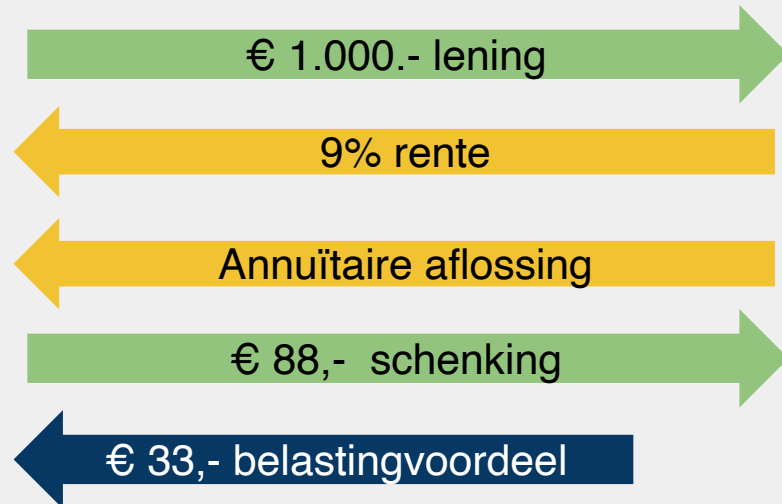 € 1.000.- lening
9% rente
Annuïtaire aflossing
€ 88,- schenking
€ 33,- belastingvoordeel